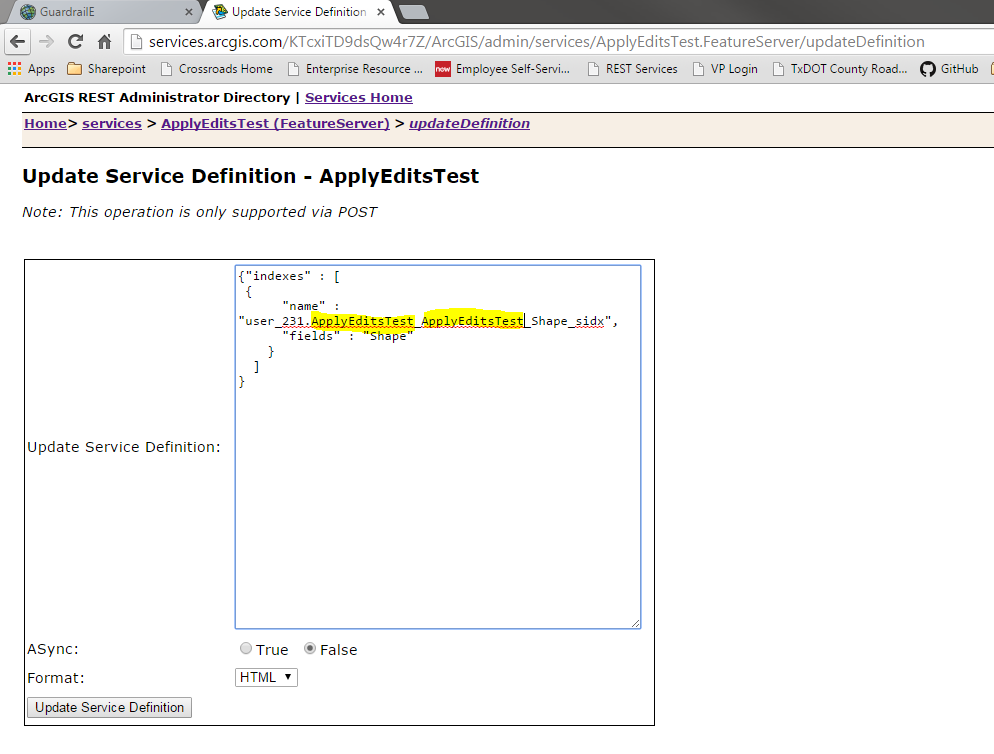 GuardrailE × Update Service Definition ×
services.arcgis.com/KTcxiTD9dsQw4r7Z/ArcGIS/admin/services/ApplyEditsTest.FeatureServer/updateDefinition
Apps Sharepoint Crossroads Home Enterprise Resource ... now Employee Self-Servi... REST Services VP Login TxDOT County Road... GitHub
ArcGIS REST Administrator Directory | Services Home
Home> services > ApplyEditsTest (FeatureServer) > updateDefinition
Update Service Definition - ApplyEditsTest
Note: This operation is only supported via POST
Update Service Definition:
{"indexes" : [
{
"name" :
"user_231.ApplyEditsTest_ApplyEditsTest_Shape_sidx",
"fields" : "Shape"
}
]
}
ASync: True False
Format: HTML ▼
Update Service Definition